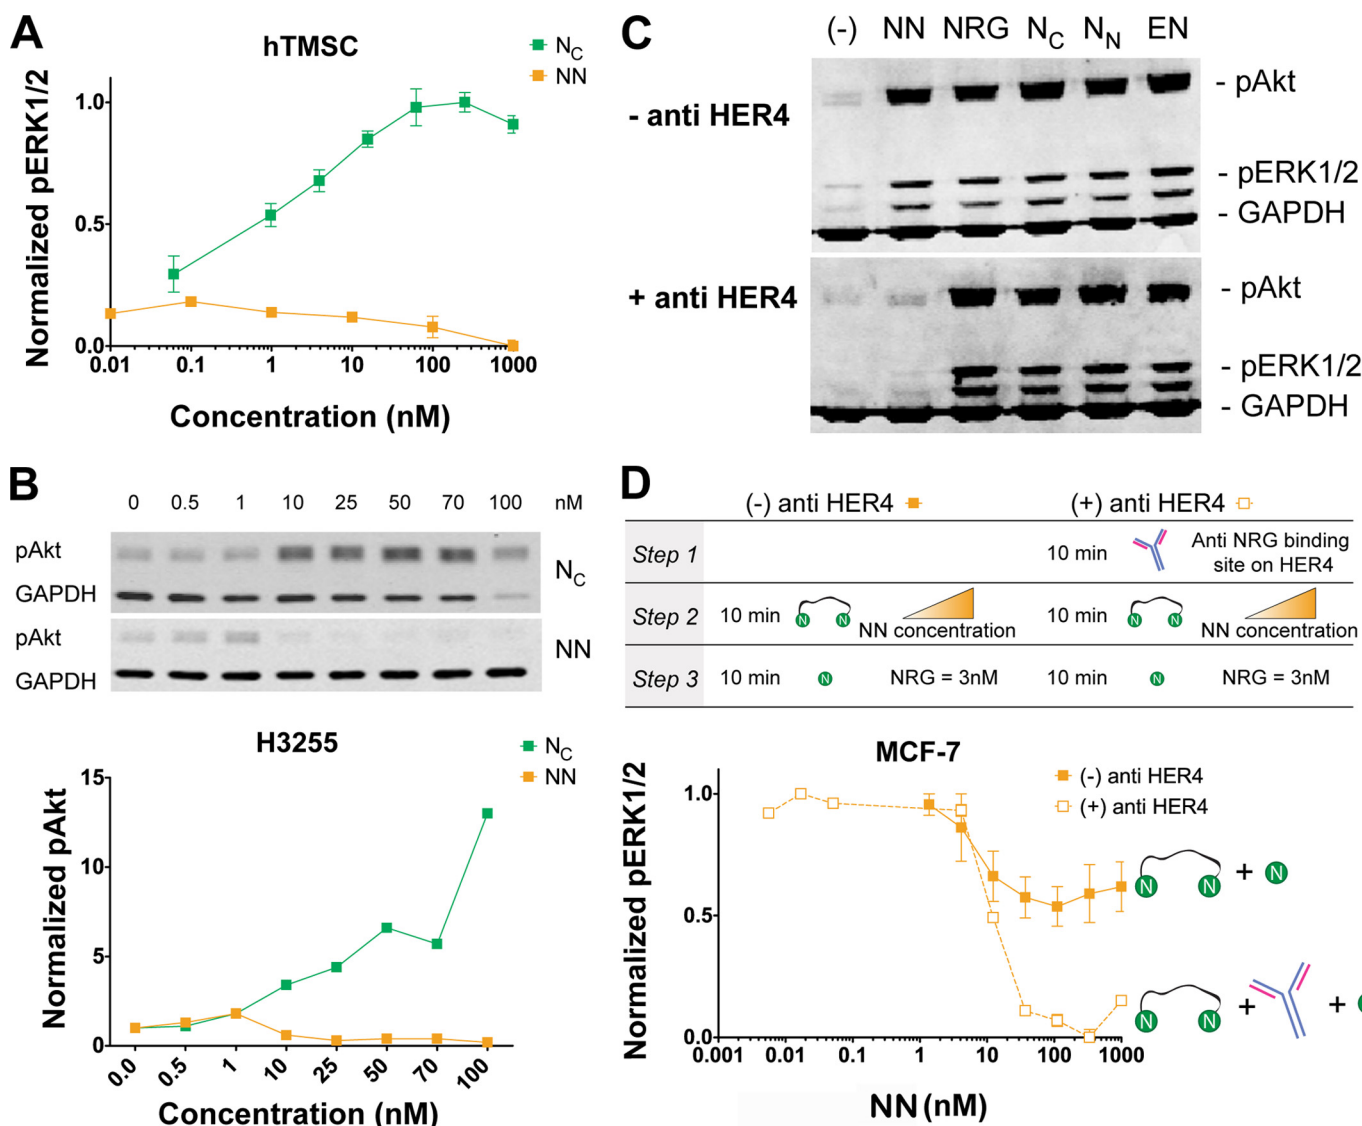 A
hTMSC
N_C
NN
Normalized pERK1/2
1.0
0.5
0.0
0.01 0.1 1 10 100 1000
Concentration (nM)
B
0 0.5 1 10 25 50 70 100 nM
pAkt
GAPDH
N_C
pAkt
GAPDH
NN
H3255
N_C
NN
Normalized pAkt
15
10
5
0
0.0 0.5 1 10 25 50 70 100
Concentration (nM)
C
(-) NN NRG N_C N_N EN
- anti HER4
- pAkt
- pERK1/2
- GAPDH
+ anti HER4
- pAkt
- pERK1/2
- GAPDH
D
(-) anti HER4 (+) anti HER4
Step 1 10 min Anti NRG binding
site on HER4
Step 2 10 min N N NN concentration 10 min N N NN concentration
Step 3 10 min N NRG = 3nM 10 min N NRG = 3nM
MCF-7
(-) anti HER4
(+) anti HER4
Normalized pERK1/2
1.0
0.5
0.0
N N + N
N N + +
0.001 0.01 0.1 1 10 100 1000
NN (nM)